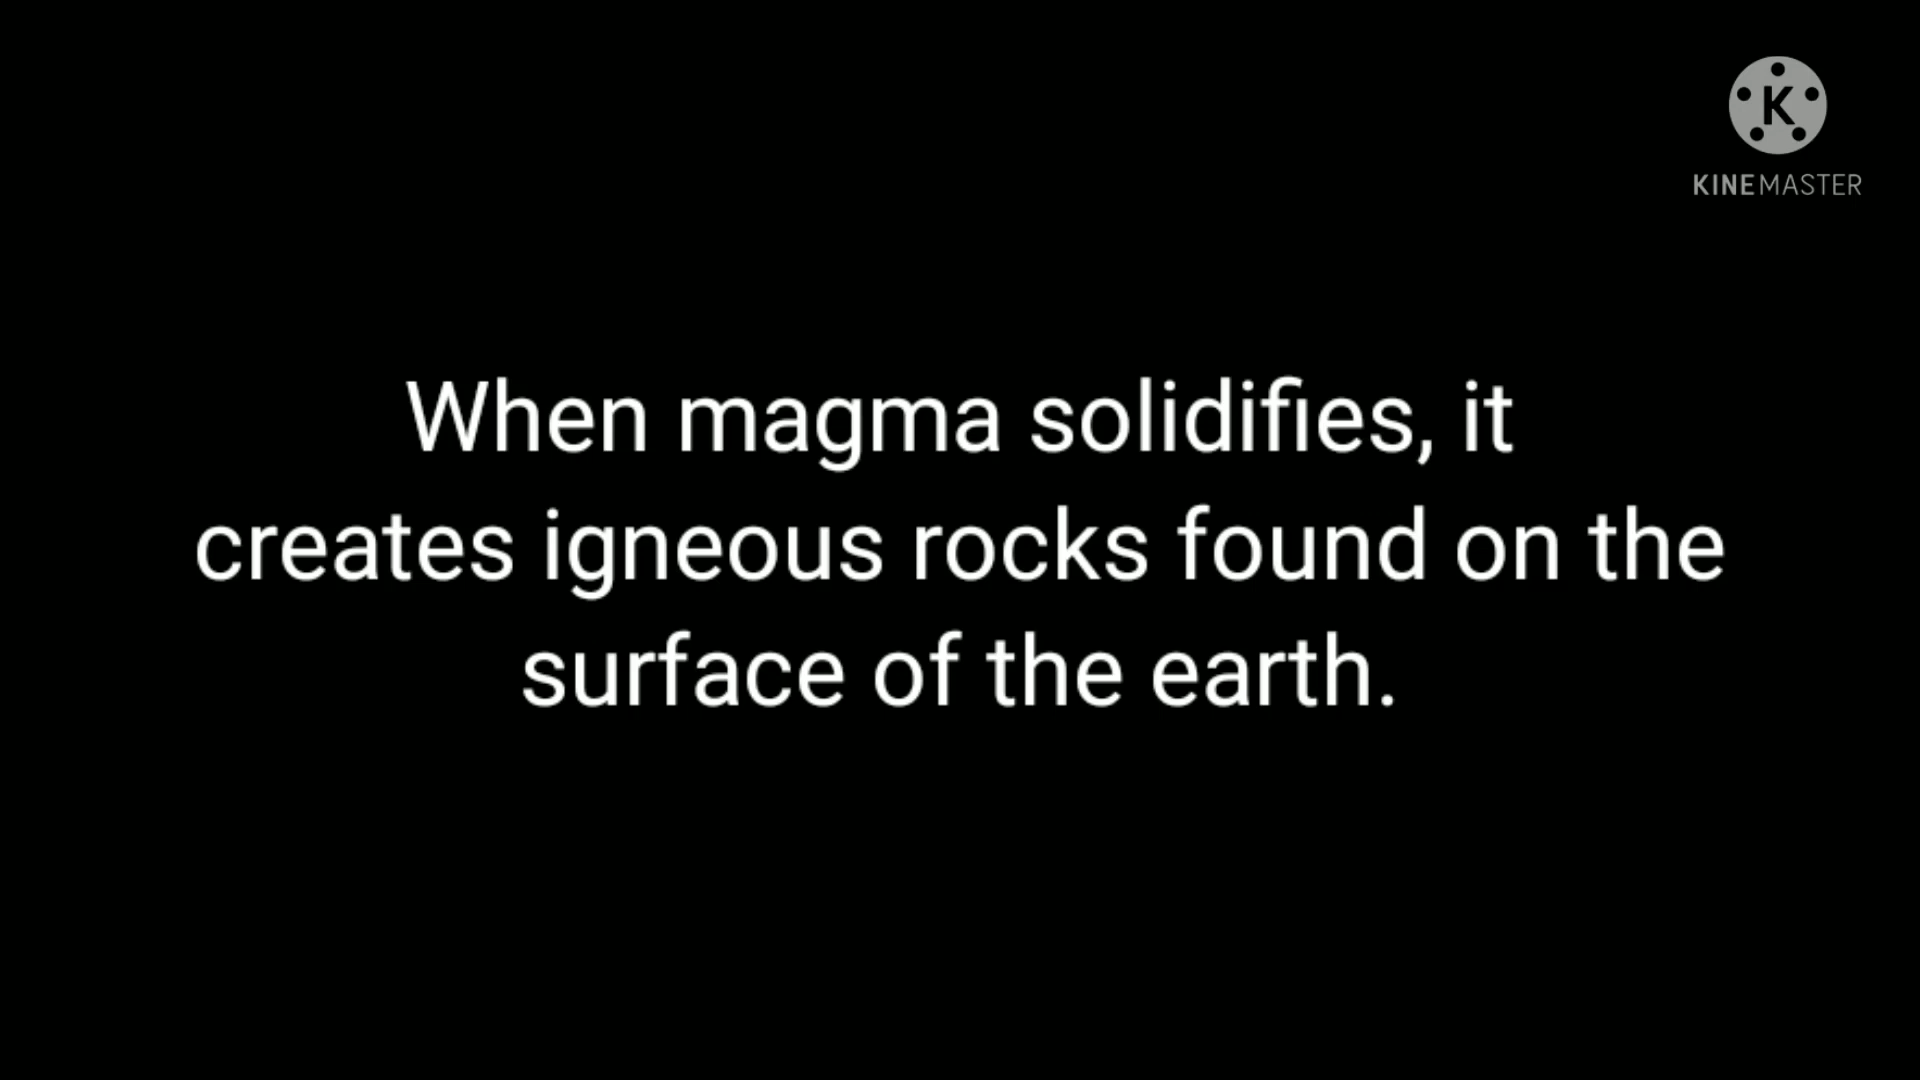 K
KINEMASTER
When magma solidifies, it
creates igneous rocks found on the
surface of the earth.